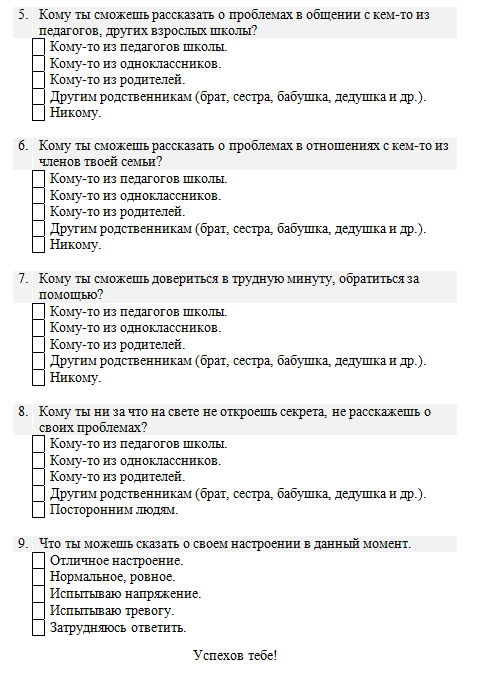 5. Кому ты сможешь рассказать о проблемах в общении с кем-то из
педагогов, других взрослых школы?
Кому-то из педагогов школы.
Кому-то из одноклассников.
Кому-то из родителей.
Другим родственникам (брат, сестра, бабушка, дедушка и др.).
Никому.
6. Кому ты сможешь рассказать о проблемах в отношениях с кем-то из
членов твоей семьи?
Кому-то из педагогов школы.
Кому-то из одноклассников.
Кому-то из родителей.
Другим родственникам (брат, сестра, бабушка, дедушка и др.).
Никому.
7. Кому ты сможешь довериться в трудную минуту, обратиться за
помощью?
Кому-то из педагогов школы.
Кому-то из одноклассников.
Кому-то из родителей.
Другим родственникам (брат, сестра, бабушка, дедушка и др.).
Никому.
8. Кому ты ни за что на свете не откроешь секрета, не расскажешь о
своих проблемах?
Кому-то из педагогов школы.
Кому-то из одноклассников.
Кому-то из родителей.
Другим родственникам (брат, сестра, бабушка, дедушка и др.).
Посторонним людям.
9. Что ты можешь сказать о своем настроении в данный момент.
Отличное настроение.
Нормальное, ровное.
Испытываю напряжение.
Испытываю тревогу.
Затрудняюсь ответить.
Успехов тебе!